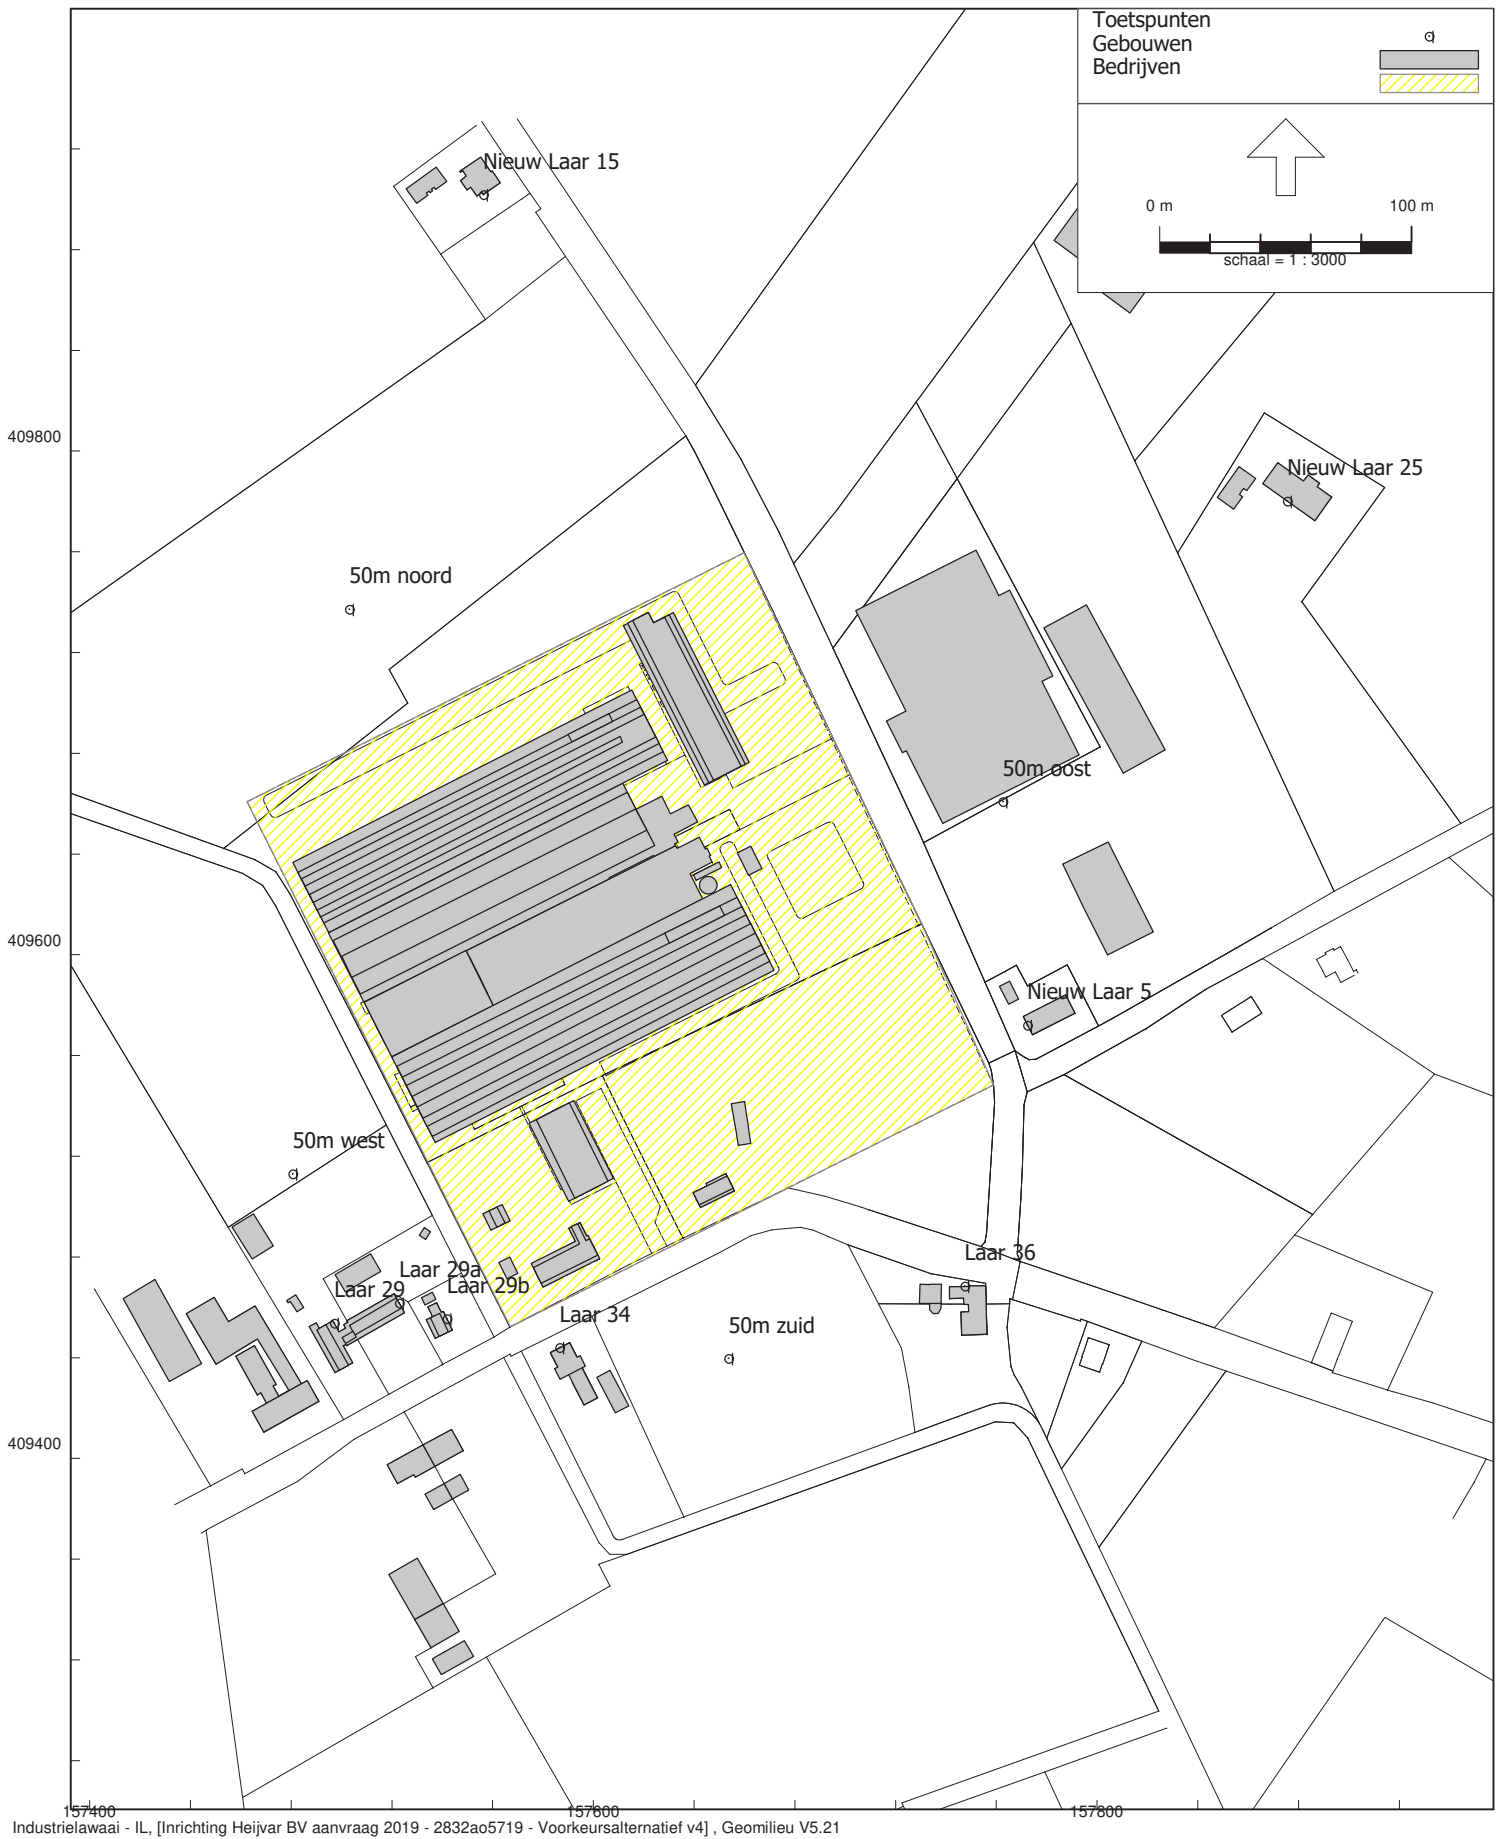 Toetspunten
Gebouwen
Bedrijven
0 m 100 m
schaal = 1 : 3000
Nieuw Laar 15
409800
Nieuw Laar 25
50m noord
50m oost
409600
Nieuw Laar 5
50m west
Laar 36
Laar 29a
Laar 29b
Laar 29
Laar 34
50m zuid
409400
157400 157600 157800
Industrielawaai - IL, [Inrichting Heijvar BV aanvraag 2019 - 2832ao5719 - Voorkeursalternatief v4] , Geomilieu V5.21